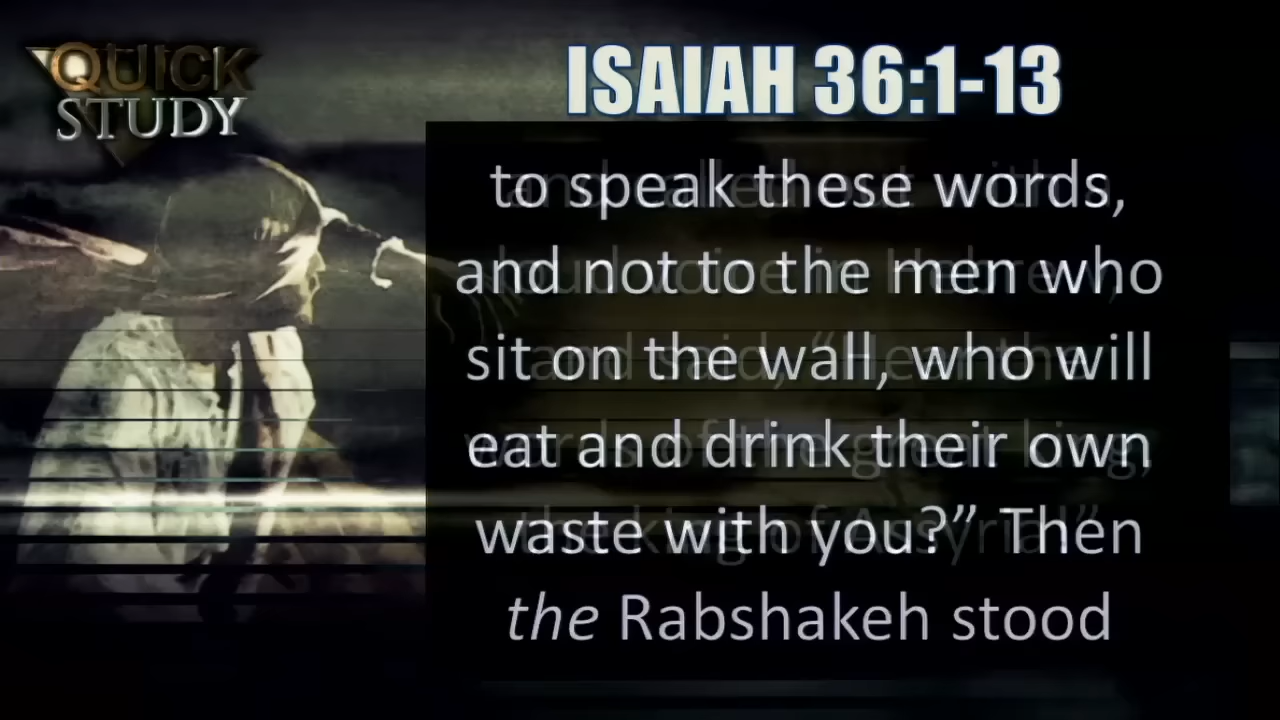 QUICK
STUDY
ISAIAH 36:1-13
to speak these words,
and not to the men who
sit on the wall, who will
eat and drink their own
waste with you?” Then
the Rabshakeh stood